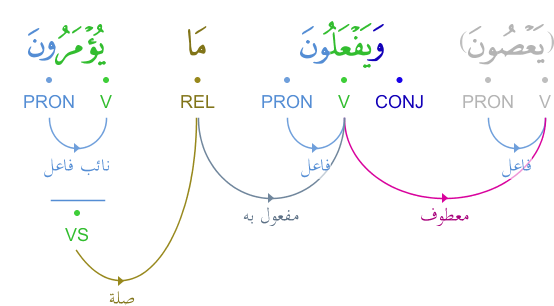 (يَعْصُونَ) وَيَفْعَلُونَ مَا يُؤْمَرُونَ
V PRON CONJ V PRON REL V PRON
فاعل فاعل نائب فاعل
معطوف مفعول به
VS
صلة